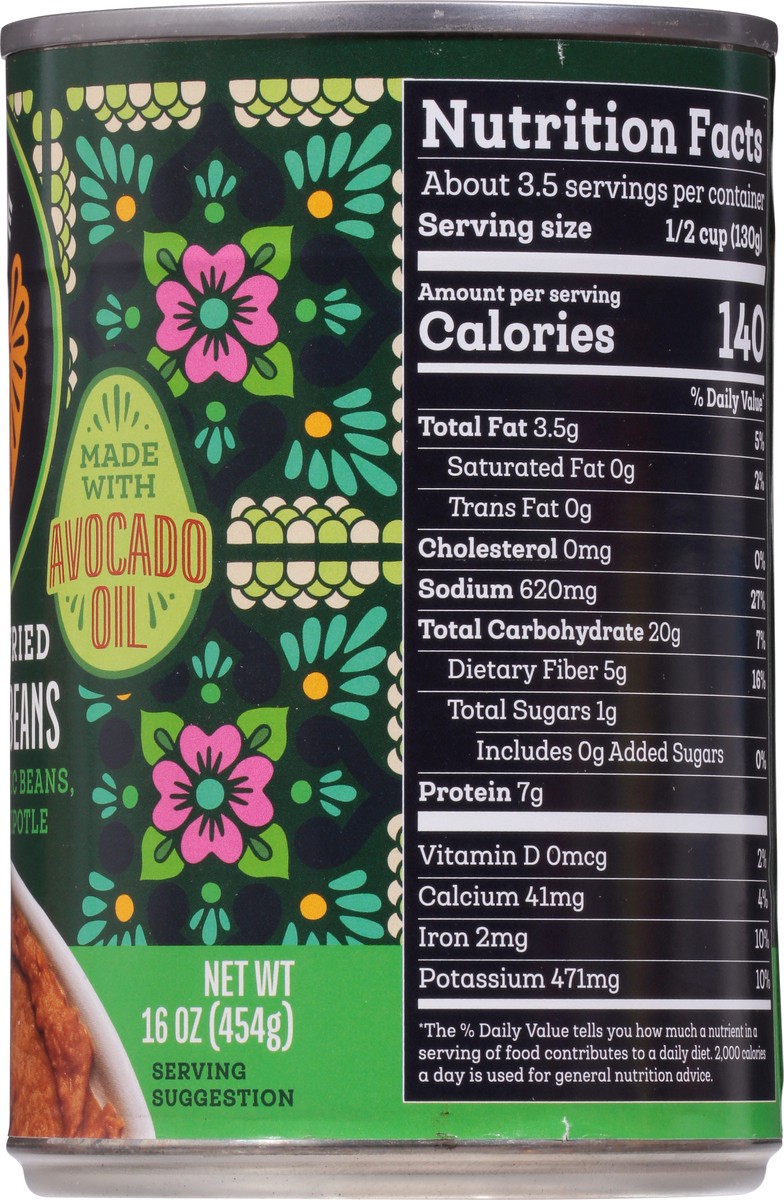 RIED
BEANS
C BEANS,
POTLE
MADE
WITH
AVOCADO
OIL
NET WT
16 OZ (454g)
SERVING
SUGGESTION
Nutrition Facts
About 3.5 servings per container
Serving size 1/2 cup (130g)
Amount per serving
Calories 140
% Daily Value*
Total Fat 3.5g 5%
Saturated Fat 0g 2%
Trans Fat 0g
Cholesterol 0mg 0%
Sodium 620mg 27%
Total Carbohydrate 20g 7%
Dietary Fiber 5g 16%
Total Sugars 1g
Includes 0g Added Sugars 0%
Protein 7g
Vitamin D 0mcg 2%
Calcium 41mg 4%
Iron 2mg 10%
Potassium 471mg 10%
*The % Daily Value tells you how much a nutrient in a
serving of food contributes to a daily diet. 2,000 calories
a day is used for general nutrition advice.